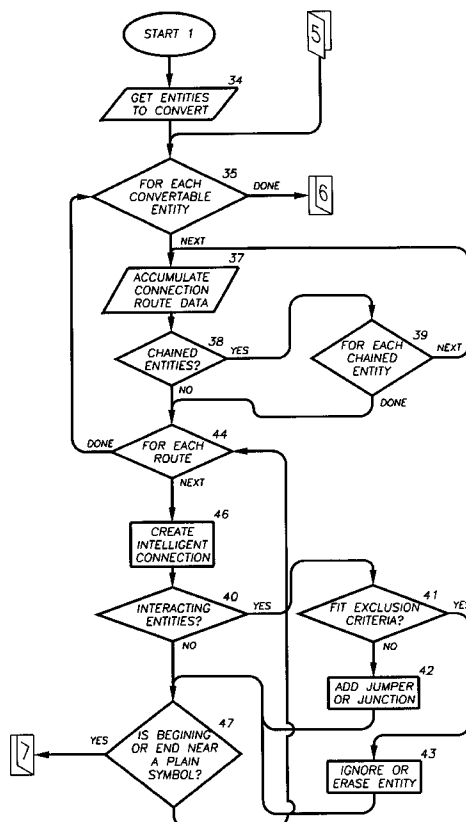 START 1
5
34
GET ENTITIES
TO CONVERT
35
FOR EACH
CONVERTABLE
ENTITY
DONE
6
NEXT
37
ACCUMULATE
CONNECTION
ROUTE DATA
38
CHAINED
ENTITIES?
YES
39
FOR EACH
CHAINED
ENTITY
NEXT
NO
DONE
44
DONE
FOR EACH
ROUTE
NEXT
46
CREATE
INTELLIGENT
CONNECTION
40
INTERACTING
ENTITIES?
YES
41
FIT EXCLUSION
CRITERIA?
YES
NO
NO
42
ADD JUMPER
OR JUNCTION
47
IS BEGINING
OR END NEAR
A PLAIN
SYMBOL?
YES
7
43
IGNORE OR
ERASE ENTITY